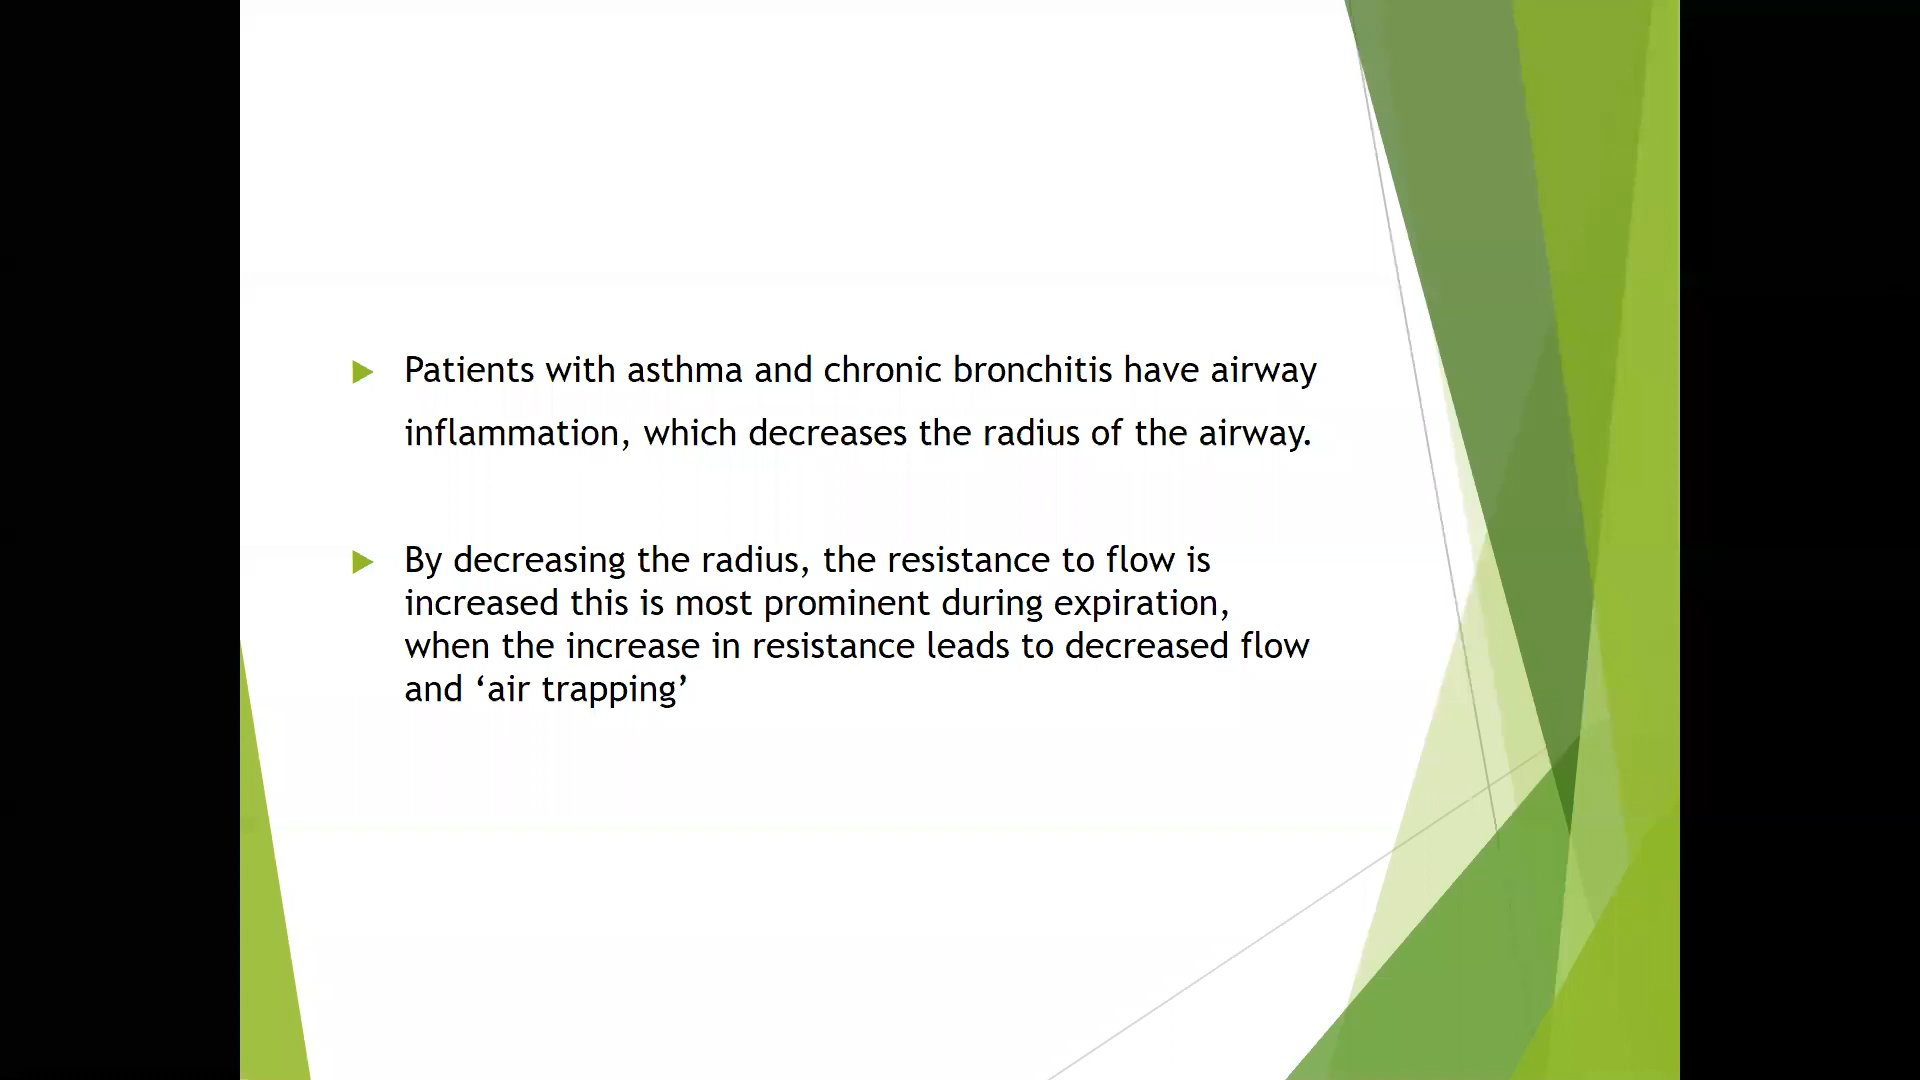 Patients with asthma and chronic bronchitis have airway
inflammation, which decreases the radius of the airway.
By decreasing the radius, the resistance to flow is
increased this is most prominent during expiration,
when the increase in resistance leads to decreased flow
and ‘air trapping’